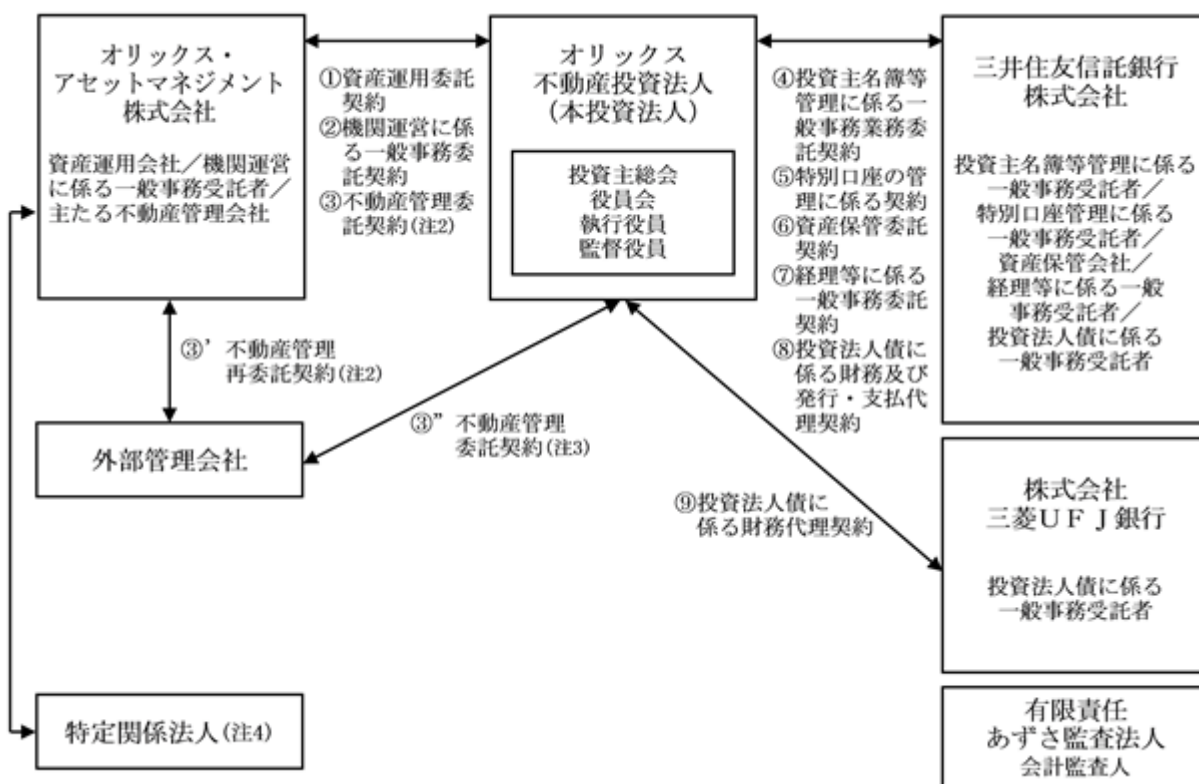 オリックス・
アセットマネジメント
株式会社
資産運用会社／機関運営
に係る一般事務受託者／
主たる不動産管理会社
①資産運用委託
契約
②機関運営に係
る一般事務委
託契約
③不動産管理委
託契約(注2)
オリックス
不動産投資法人
(本投資法人)
投資主総会
役員会
執行役員
監督役員
④投資主名簿等
管理に係る一
般事務業務委
託契約
⑤特別口座の管
理に係る契約
⑥資産保管委託
契約
⑦経理等に係る
一般事務委託
契約
⑧投資法人債に
係る財務及び
発行・支払代
理契約
三井住友信託銀行
株式会社
投資主名簿等管理に係る
一般事務受託者／
特別口座管理に係る
一般事務受託者／
資産保管会社／
経理等に係る一般
事務受託者／
投資法人債に係る
一般事務受託者
③’不動産管理
再委託契約(注2)
外部管理会社
③”不動産管理
委託契約(注3)
⑨投資法人債に
係る財務代理契約
株式会社
三菱ＵＦＪ銀行
投資法人債に係る
一般事務受託者
特定関係法人(注4)
有限責任
あずさ監査法人
会計監査人